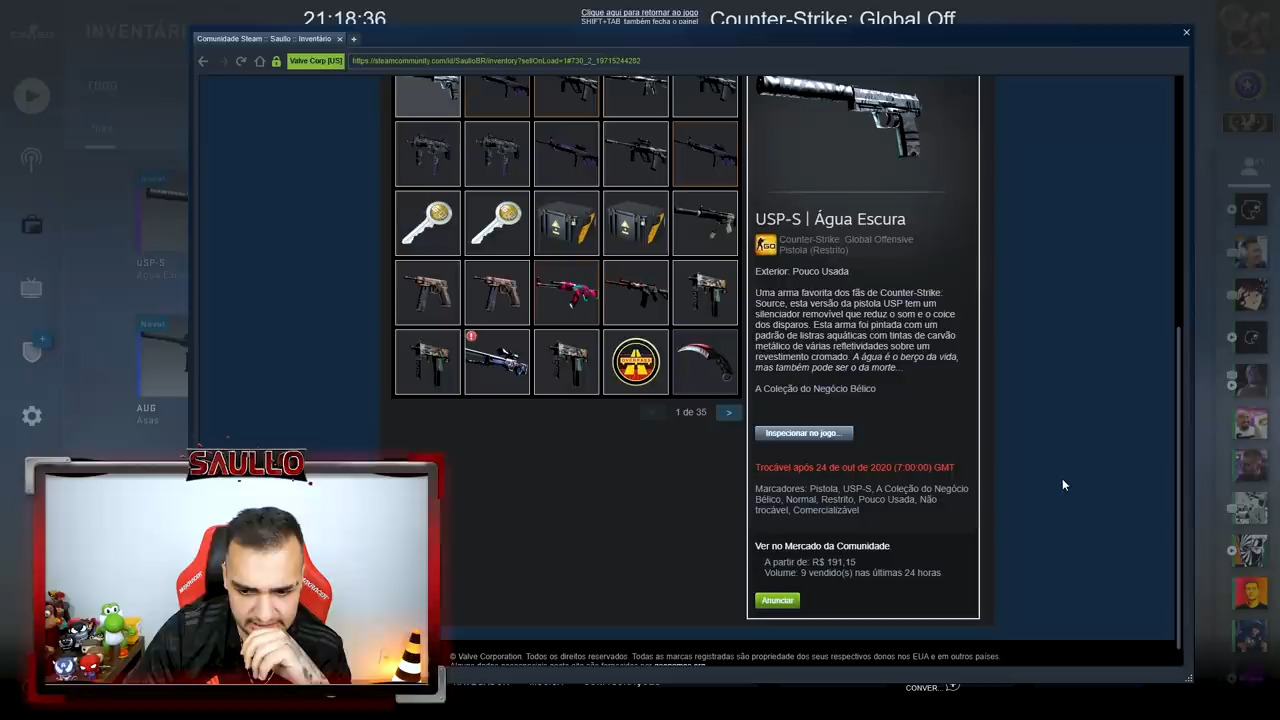 21:18:36
Clique aqui para retornar ao jogo
SHIFT+TAB também fecha o painel
Counter-Strike: Global Off
INVENTÁRI
TUDO
Comunidade Steam :: Saullo :: Inventário
Valve Corp [US]
https://steamcommunity.com/id/SaulloBR/inventory?sellOnLoad=1#730_2_19715244282
Novo!
USP-S
Água Es
Novo!
AUG
Asas
USP-S | Água Escura
Counter-Strike: Global Offensive
Pistola (Restrito)
Exterior: Pouco Usada
Uma arma favorita dos fãs de Counter-Strike:
Source, esta versão da pistola USP tem um
silenciador removível que reduz o som e o coice
dos disparos. Esta arma foi pintada com um
padrão de listras aquáticas com tintas de carvão
metálico de várias refletividades sobre um
revestimento cromado. A água é o berço da vida,
mas também pode ser o da morte...
A Coleção do Negócio Bélico
1 de 35
>
Inspecionar no jogo...
Trocável após 24 de out de 2020 (7:00:00) GMT
Marcadores: Pistola, USP-S, A Coleção do Negócio
Bélico, Normal, Restrito, Pouco Usada, Não
trocável, Comercializável
Ver no Mercado da Comunidade
A partir de: R$ 191,15
Volume: 9 vendido(s) nas últimas 24 horas
Anunciar
SAULLO
© Valve Corporation. Todos os direitos reservados. Todas as marcas registradas são propriedade dos seus respectivos donos nos EUA e em outros países.
CONVER...